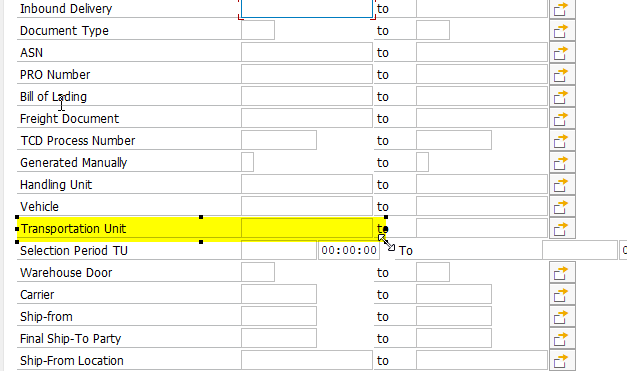 Inbound Delivery to
Document Type to
ASN to
PRO Number to
Bill of Lading to
Freight Document to
TCD Process Number to
Generated Manually to
Handling Unit to
Vehicle to
Transportation Unit to
Selection Period TU 00:00:00 To
Warehouse Door to
Carrier to
Ship-from to
Final Ship-To Party to
Ship-From Location to